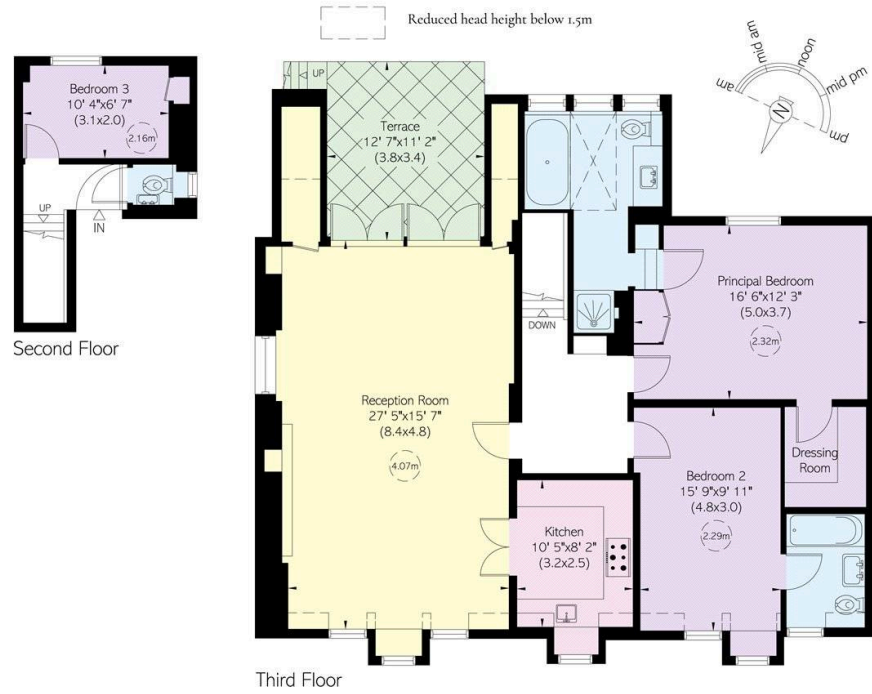 Reduced head height below 1.5m
am
mid am
noon
mid pm
pm
N
Bedroom 3
10' 4"x6' 7"
(3.1x2.0)
2.16m
UP
IN
Second Floor
UP
Terrace
12' 7"x11' 2"
(3.8x3.4)
DOWN
Principal Bedroom
16' 6"x12' 3"
(5.0x3.7)
2.32m
Reception Room
27' 5"x15' 7"
(8.4x4.8)
4.07m
Dressing
Room
Bedroom 2
15' 9"x9' 11"
(4.8x3.0)
2.29m
Kitchen
10' 5"x8' 2"
(3.2x2.5)
Third Floor